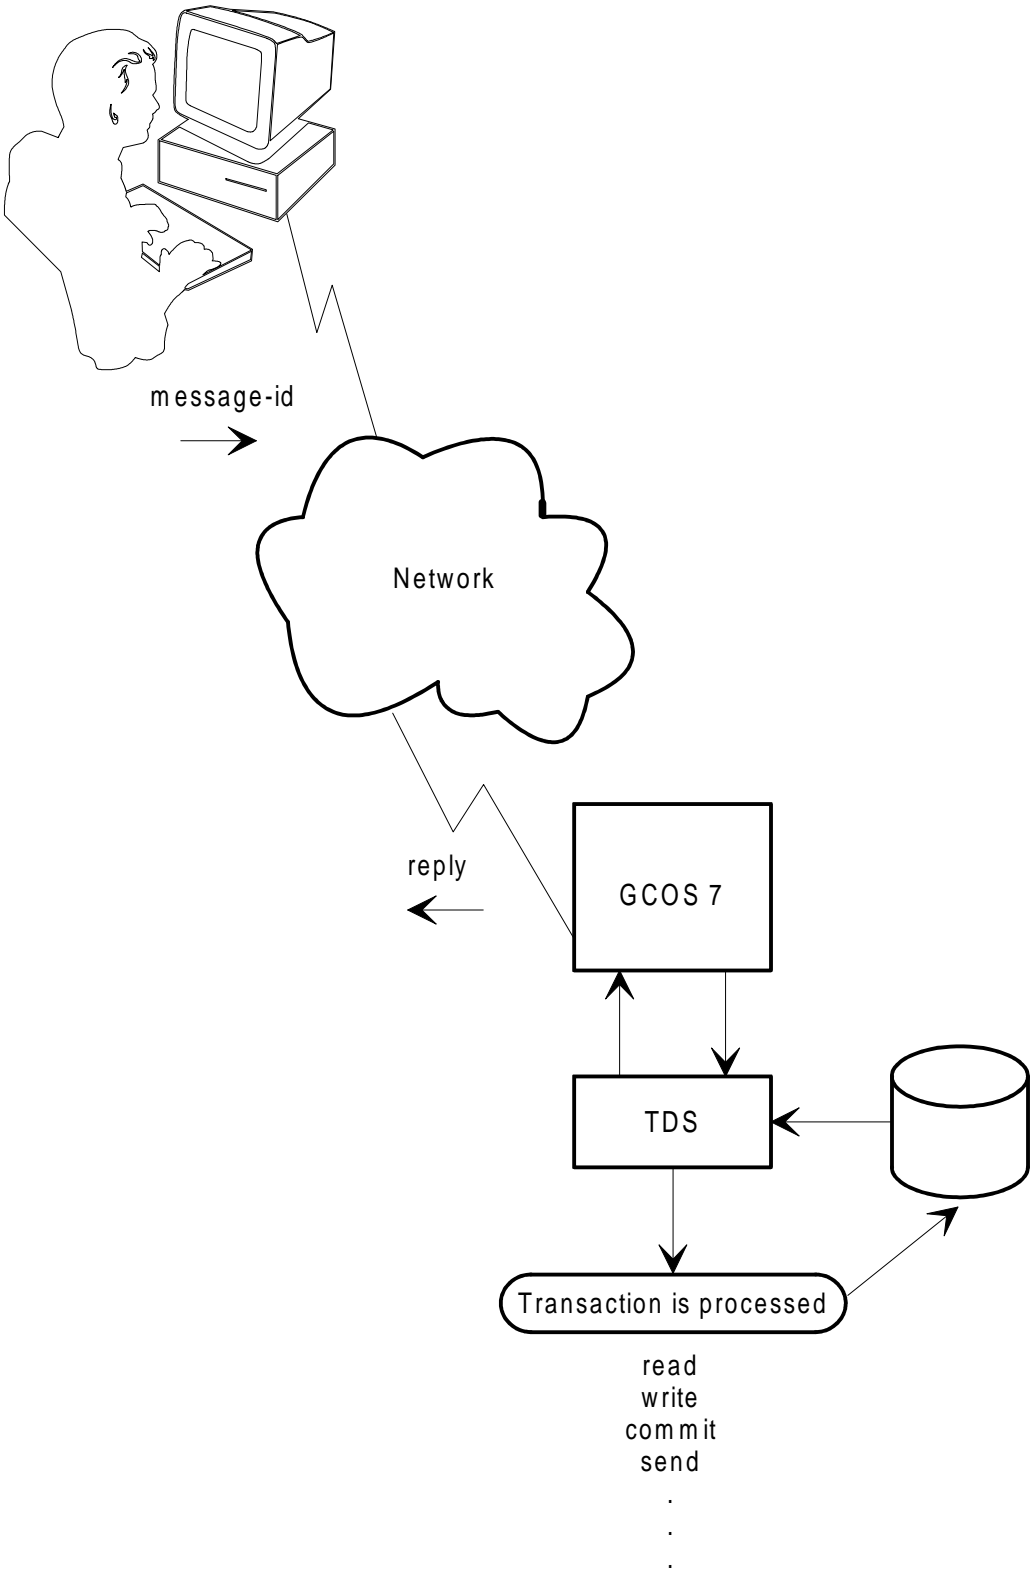 message-id
Network
reply
GCOS 7
TDS
Transaction is processed
read
write
commit
send
.
.
.